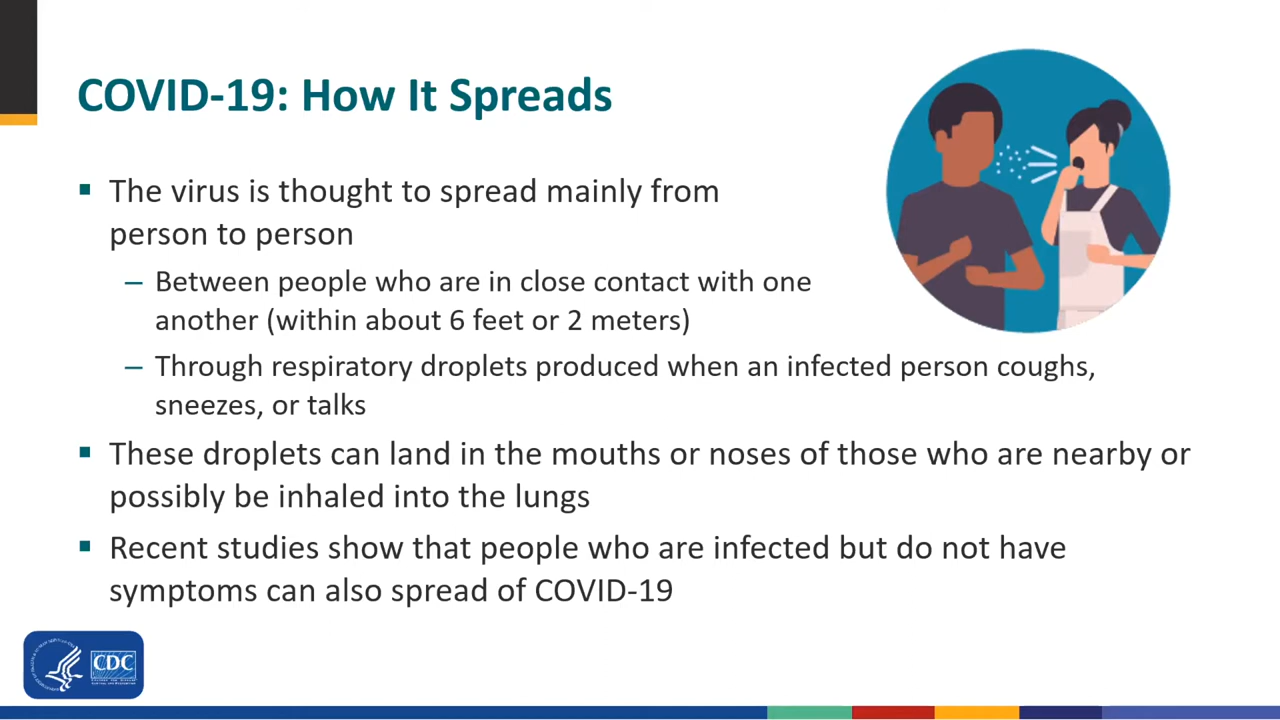 COVID-19: How It Spreads
▪ The virus is thought to spread mainly from
person to person
– Between people who are in close contact with one
another (within about 6 feet or 2 meters)
– Through respiratory droplets produced when an infected person coughs,
sneezes, or talks
▪ These droplets can land in the mouths or noses of those who are nearby or
possibly be inhaled into the lungs
▪ Recent studies show that people who are infected but do not have
symptoms can also spread of COVID-19
CDC